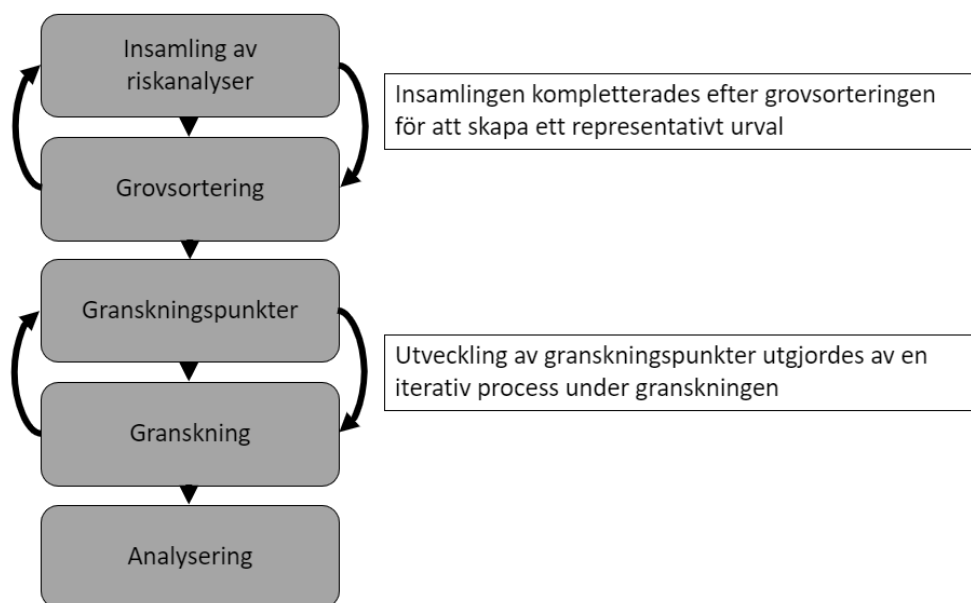 Insamling av
riskanalyser
Insamlingen kompletterades efter grovsorteringen
för att skapa ett representativt urval
Grovsortering
Granskningspunkter
Utveckling av granskningspunkter utgjordes av en
iterativ process under granskningen
Granskning
Analysering